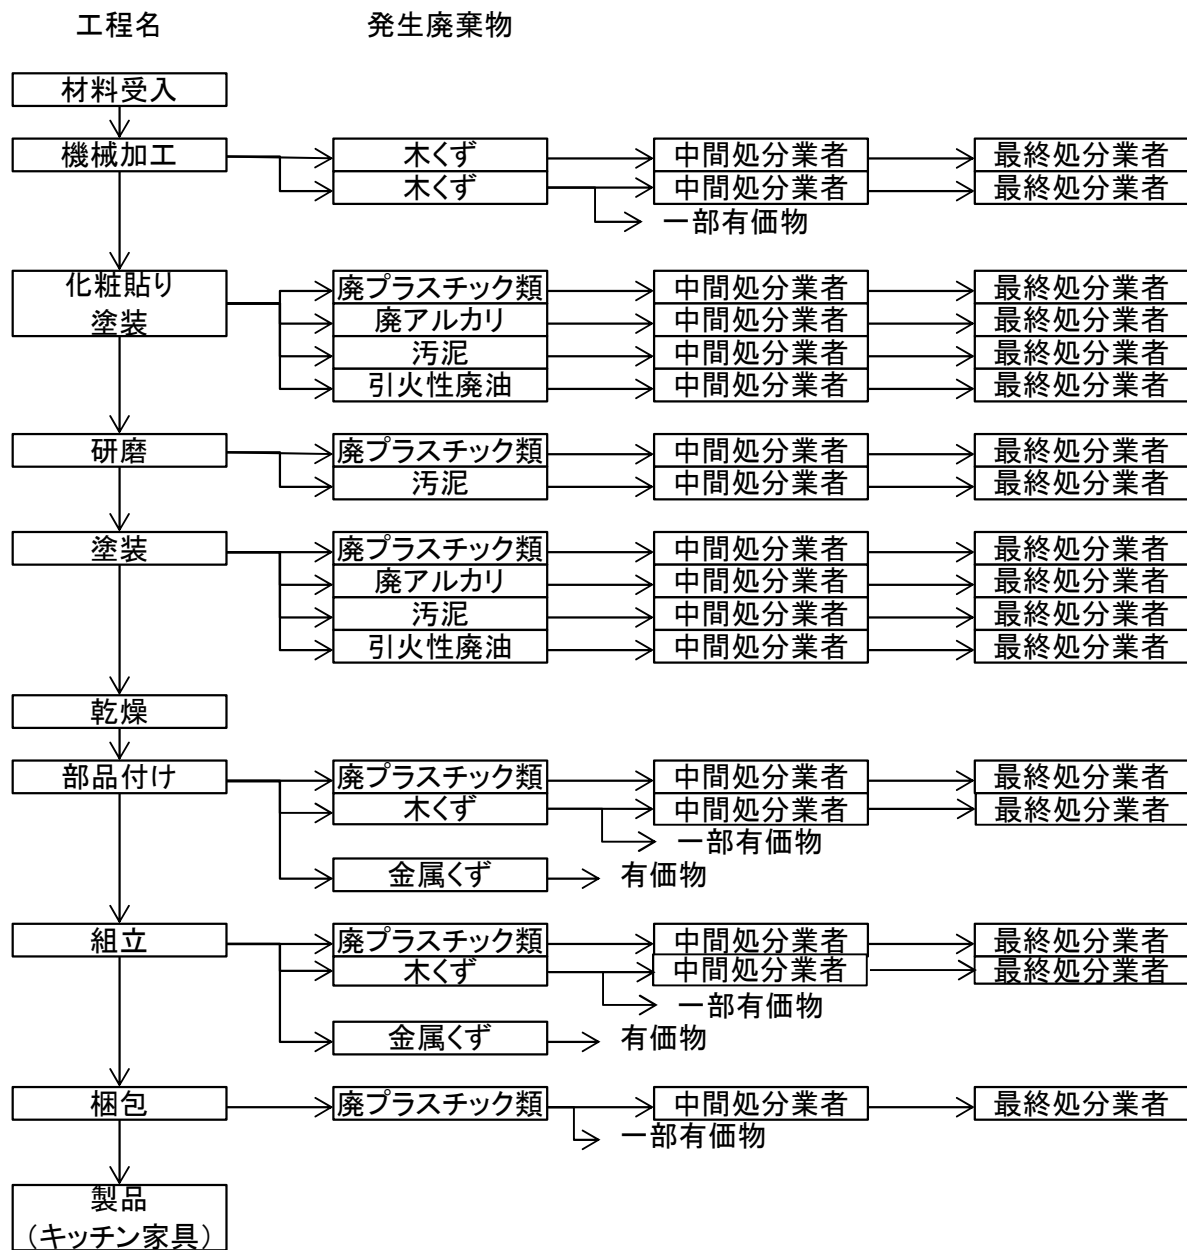 工程名 発生廃棄物
材料受入
機械加工 木くず 中間処分業者 最終処分業者
木くず 中間処分業者 最終処分業者
一部有価物
化粧貼り
塗装
廃プラスチック類 中間処分業者 最終処分業者
廃アルカリ 中間処分業者 最終処分業者
汚泥 中間処分業者 最終処分業者
引火性廃油 中間処分業者 最終処分業者
研磨 廃プラスチック類 中間処分業者 最終処分業者
汚泥 中間処分業者 最終処分業者
塗装 廃プラスチック類 中間処分業者 最終処分業者
廃アルカリ 中間処分業者 最終処分業者
汚泥 中間処分業者 最終処分業者
引火性廃油 中間処分業者 最終処分業者
乾燥
部品付け 廃プラスチック類 中間処分業者 最終処分業者
木くず 中間処分業者 最終処分業者
一部有価物
金属くず 有価物
組立 廃プラスチック類 中間処分業者 最終処分業者
木くず 中間処分業者 最終処分業者
一部有価物
金属くず 有価物
梱包 廃プラスチック類 中間処分業者 最終処分業者
一部有価物
製品
（キッチン家具）